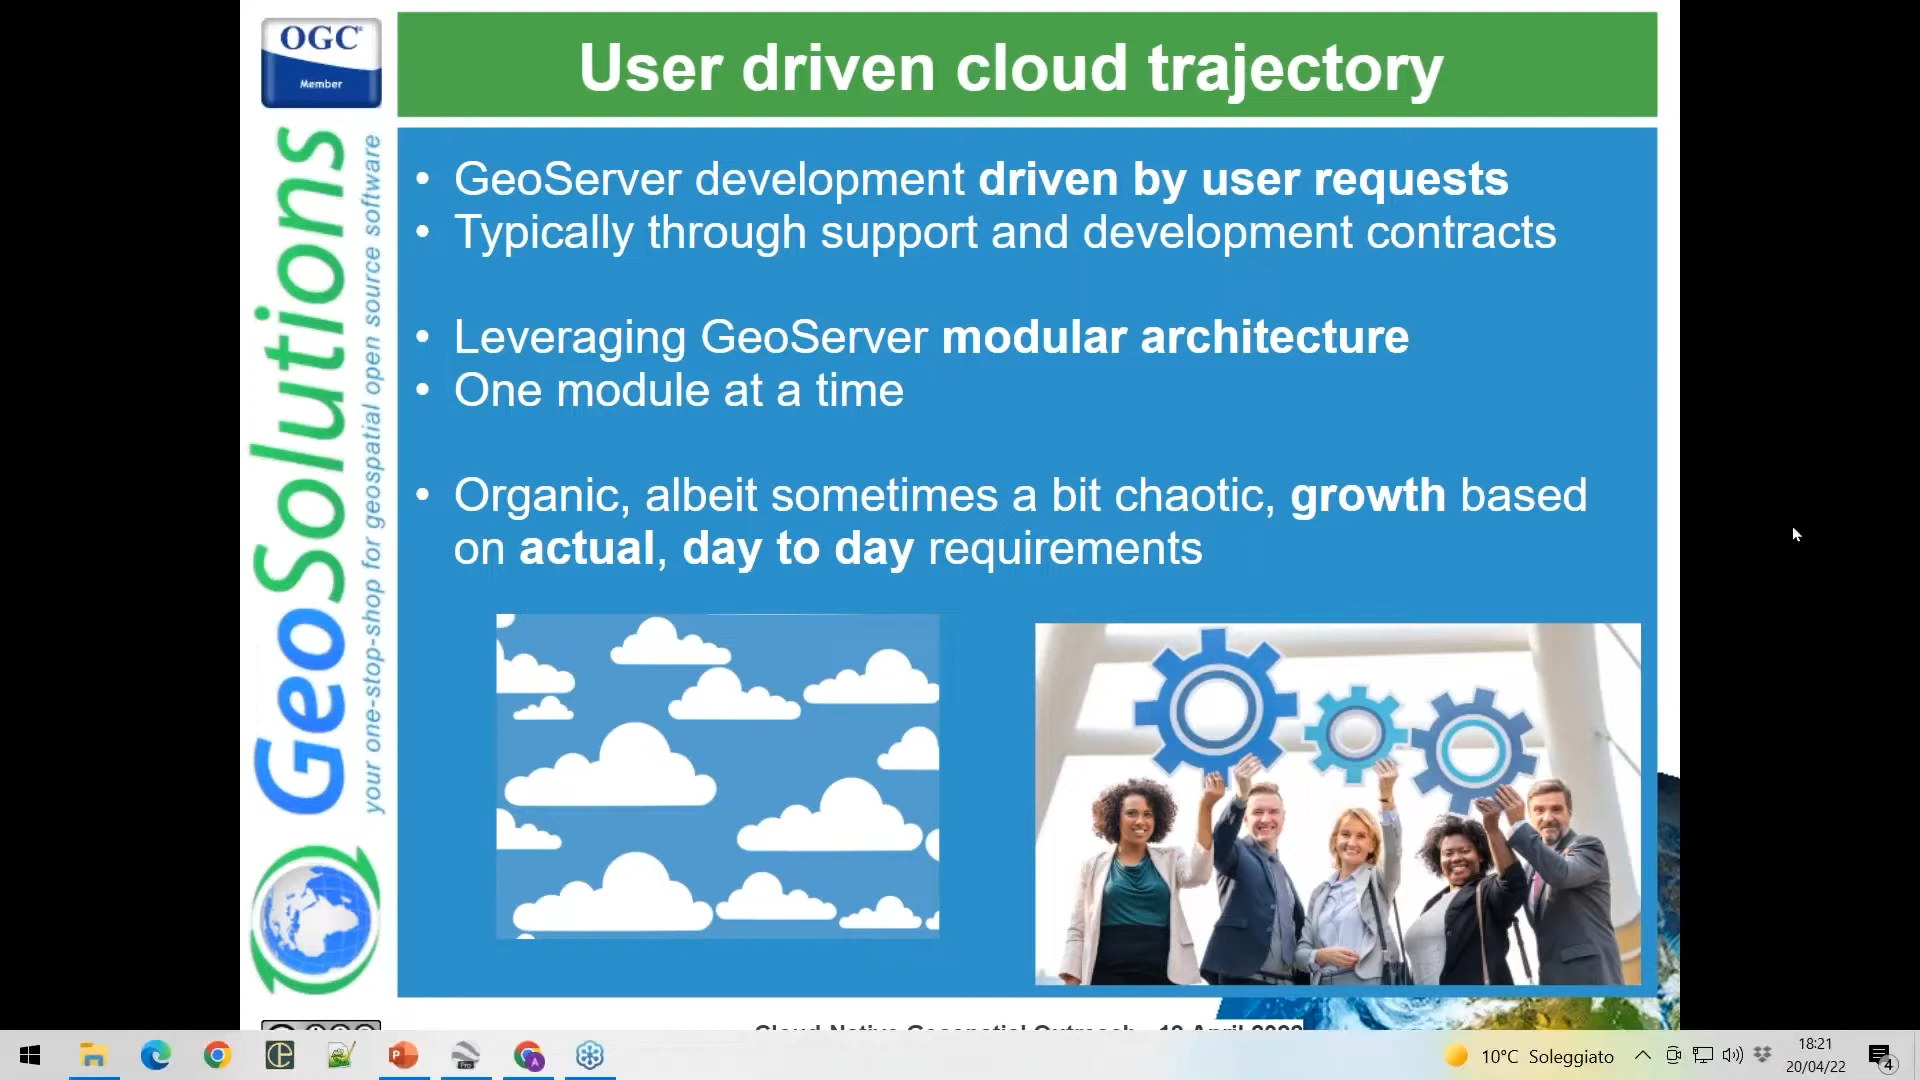 OGC
Member
User driven cloud trajectory
GeoSolutions
your one-stop-shop for geospatial open source software
• GeoServer development driven by user requests
• Typically through support and development contracts
• Leveraging GeoServer modular architecture
• One module at a time
• Organic, albeit sometimes a bit chaotic, growth based
on actual, day to day requirements
10°C Soleggiato
18:21
20/04/22
4